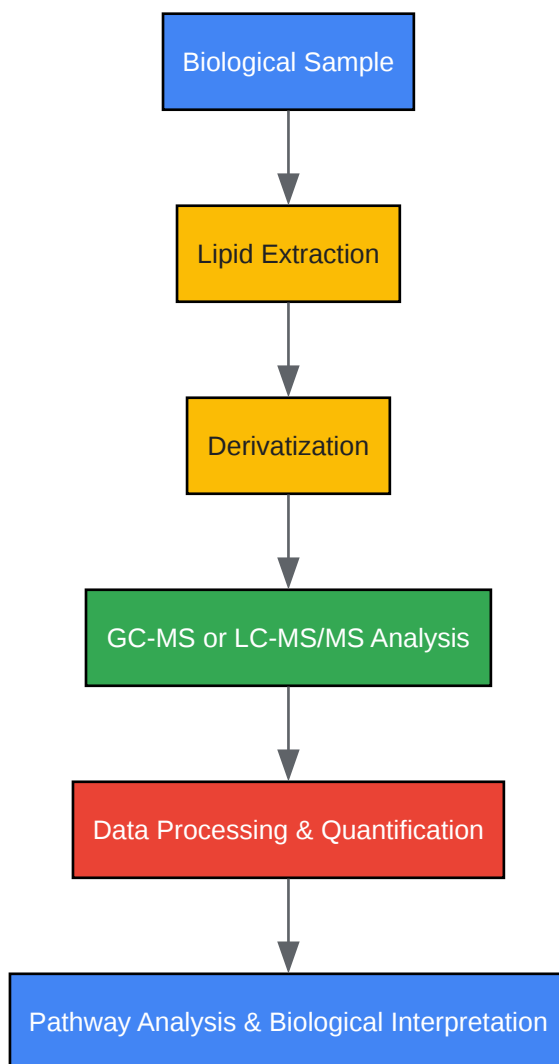 Biological Sample
Lipid Extraction
Derivatization
GC-MS or LC-MS/MS Analysis
Data Processing & Quantification
Pathway Analysis & Biological Interpretation